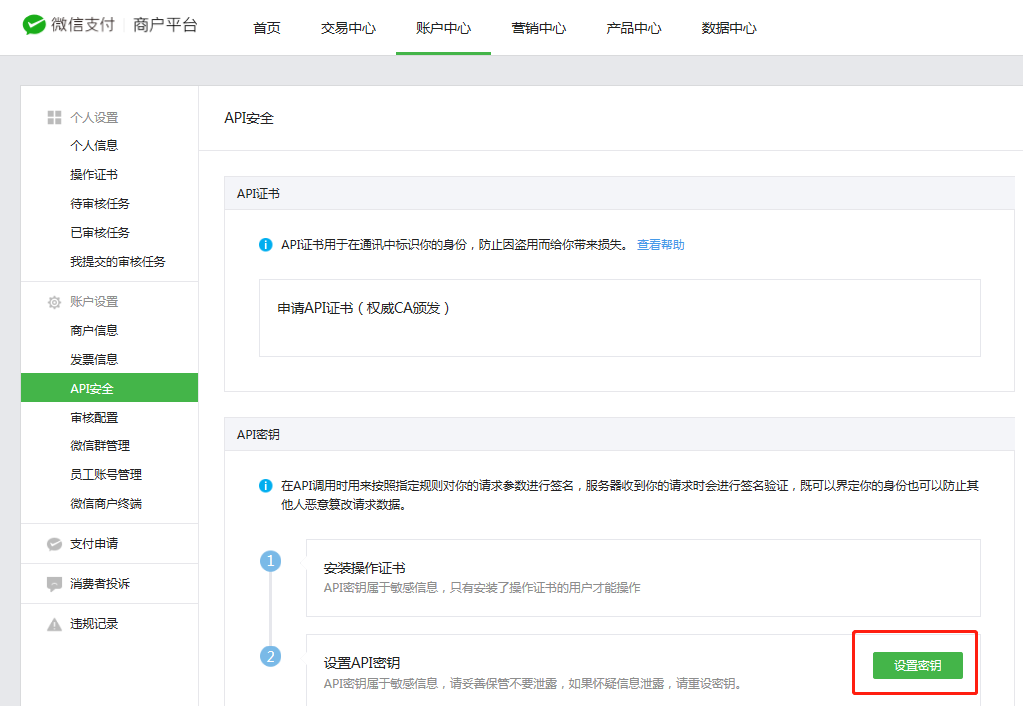 微信支付 商户平台 首页 交易中心 账户中心 营销中心 产品中心 数据中心
个人设置
个人信息
操作证书
待审核任务
已审核任务
我提交的审核任务
账户设置
商户信息
发票信息
API安全
审核配置
微信群管理
员工账号管理
微信商户终端
支付申请
消费者投诉
违规记录
API安全
API证书
API证书用于在通讯中标识你的身份，防止因盗用而给你带来损失。 查看帮助
申请API证书（权威CA颁发）
API密钥
在API调用时用来按照指定规则对你的请求参数进行签名，服务器收到你的请求时会进行签名验证，既可以界定你的身份也可以防止其
他人恶意篡改请求数据。
1
安装操作证书
API密钥属于敏感信息，只有安装了操作证书的用户才能操作
2
设置API密钥
API密钥属于敏感信息，请妥善保管不要泄露，如果怀疑信息泄露，请重设密钥。
设置密钥